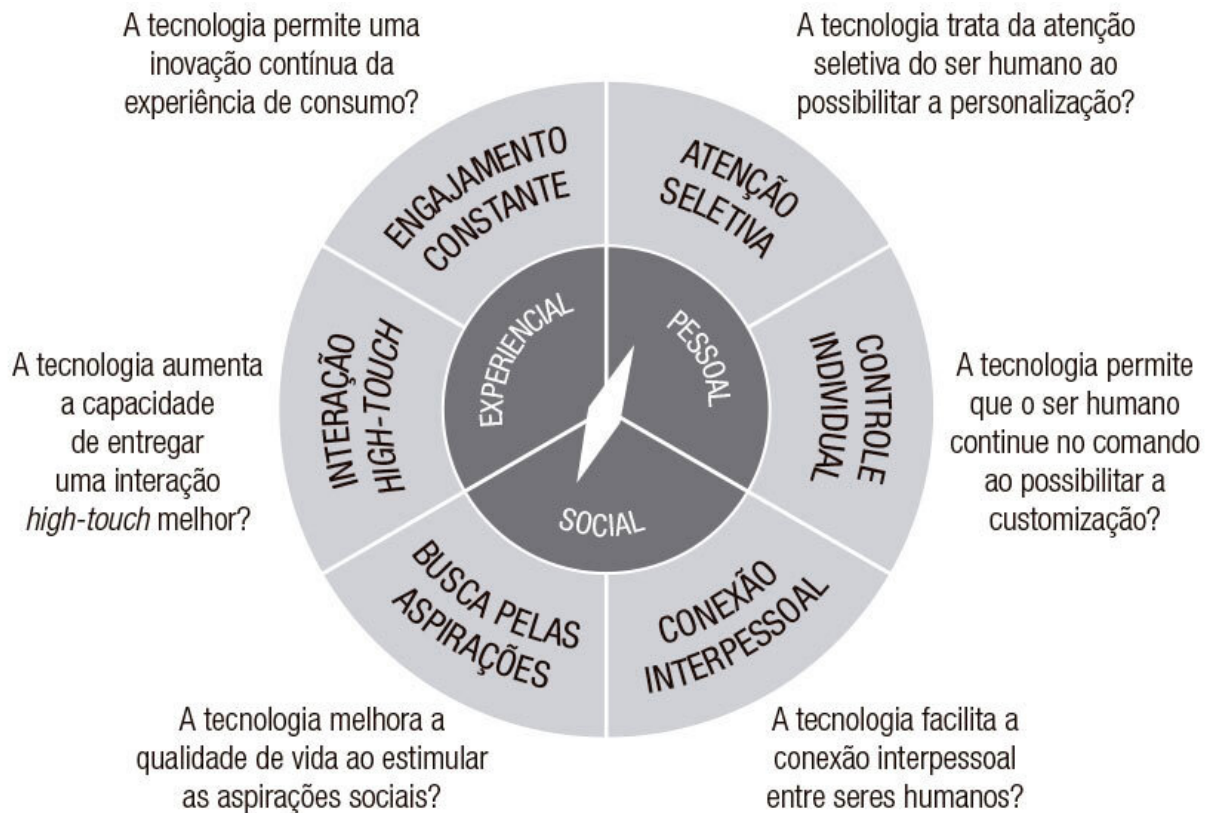 A tecnologia permite uma
inovação contínua da
experiência de consumo?
A tecnologia trata da atenção
seletiva do ser humano ao
possibilitar a personalização?
ENGAJAMENTO
CONSTANTE
ATENÇÃO
SELETIVA
A tecnologia aumenta
a capacidade
de entregar
uma interação
high-touch melhor?
INTERAÇÃO
HIGH-TOUCH
EXPERIENCIAL
PESSOAL
SOCIAL
CONTROLE
INDIVIDUAL
A tecnologia permite
que o ser humano
continue no comando
ao possibilitar a
customização?
BUSCA PELAS
ASPIRAÇÕES
CONEXÃO
INTERPESSOAL
A tecnologia melhora a
qualidade de vida ao estimular
as aspirações sociais?
A tecnologia facilita a
conexão interpessoal
entre seres humanos?